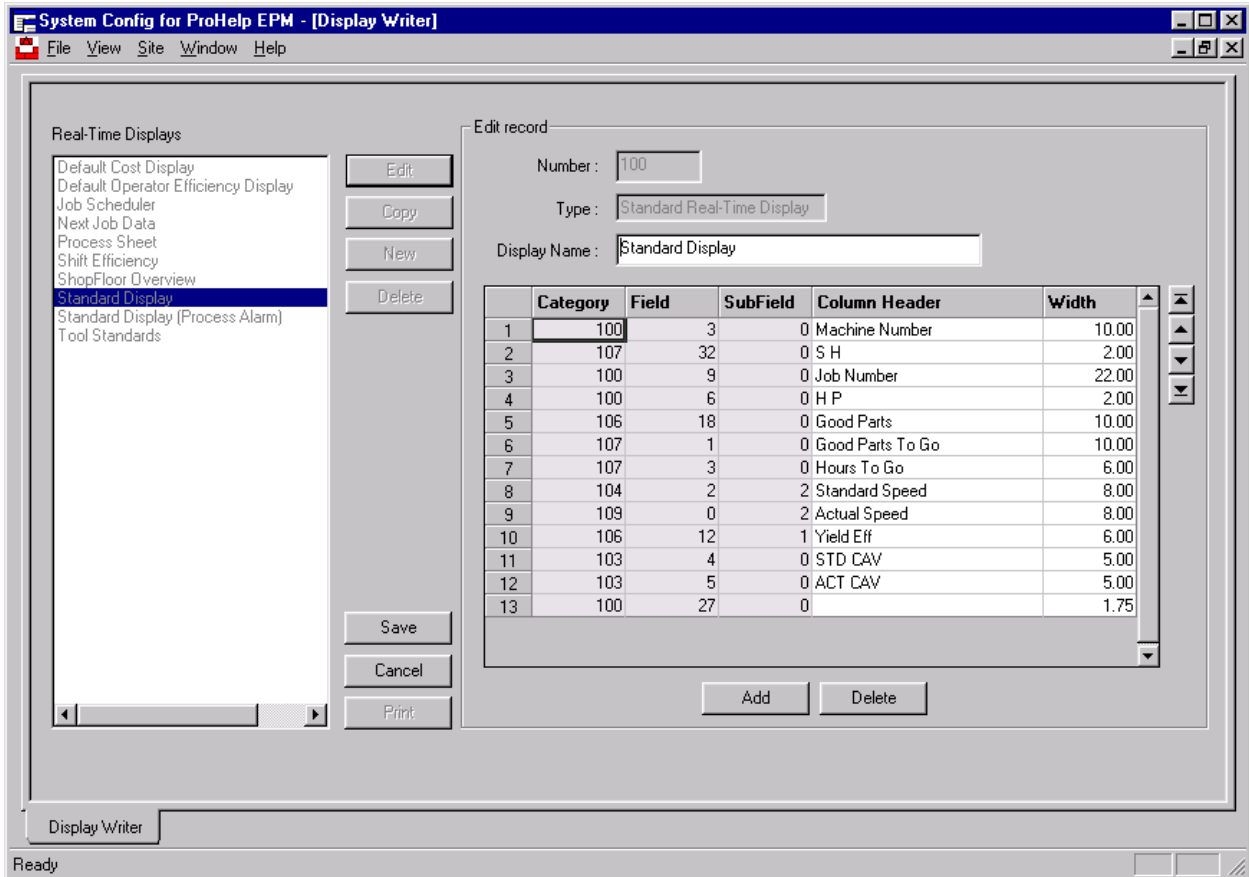 System Config for ProHelp EPM - [Display Writer]
File View Site Window Help
Real-Time Displays
Default Cost Display
Default Operator Efficiency Display
Job Scheduler
Next Job Data
Process Sheet
Shift Efficiency
ShopFloor Overview
Standard Display
Standard Display (Process Alarm)
Tool Standards
Edit
Copy
New
Delete
Save
Cancel
Print
Edit record
Number : 100
Type : Standard Real-Time Display
Display Name : Standard Display
Category Field SubField Column Header Width
1 100 3 0 Machine Number 10.00
2 107 32 0 S H 2.00
3 100 9 0 Job Number 22.00
4 100 6 0 H P 2.00
5 106 18 0 Good Parts 10.00
6 107 1 0 Good Parts To Go 10.00
7 107 3 0 Hours To Go 6.00
8 104 2 2 Standard Speed 8.00
9 109 0 2 Actual Speed 8.00
10 106 12 1 Yield Eff 6.00
11 103 4 0 STD CAV 5.00
12 103 5 0 ACT CAV 5.00
13 100 27 0 1.75
Add Delete
Display Writer
Ready